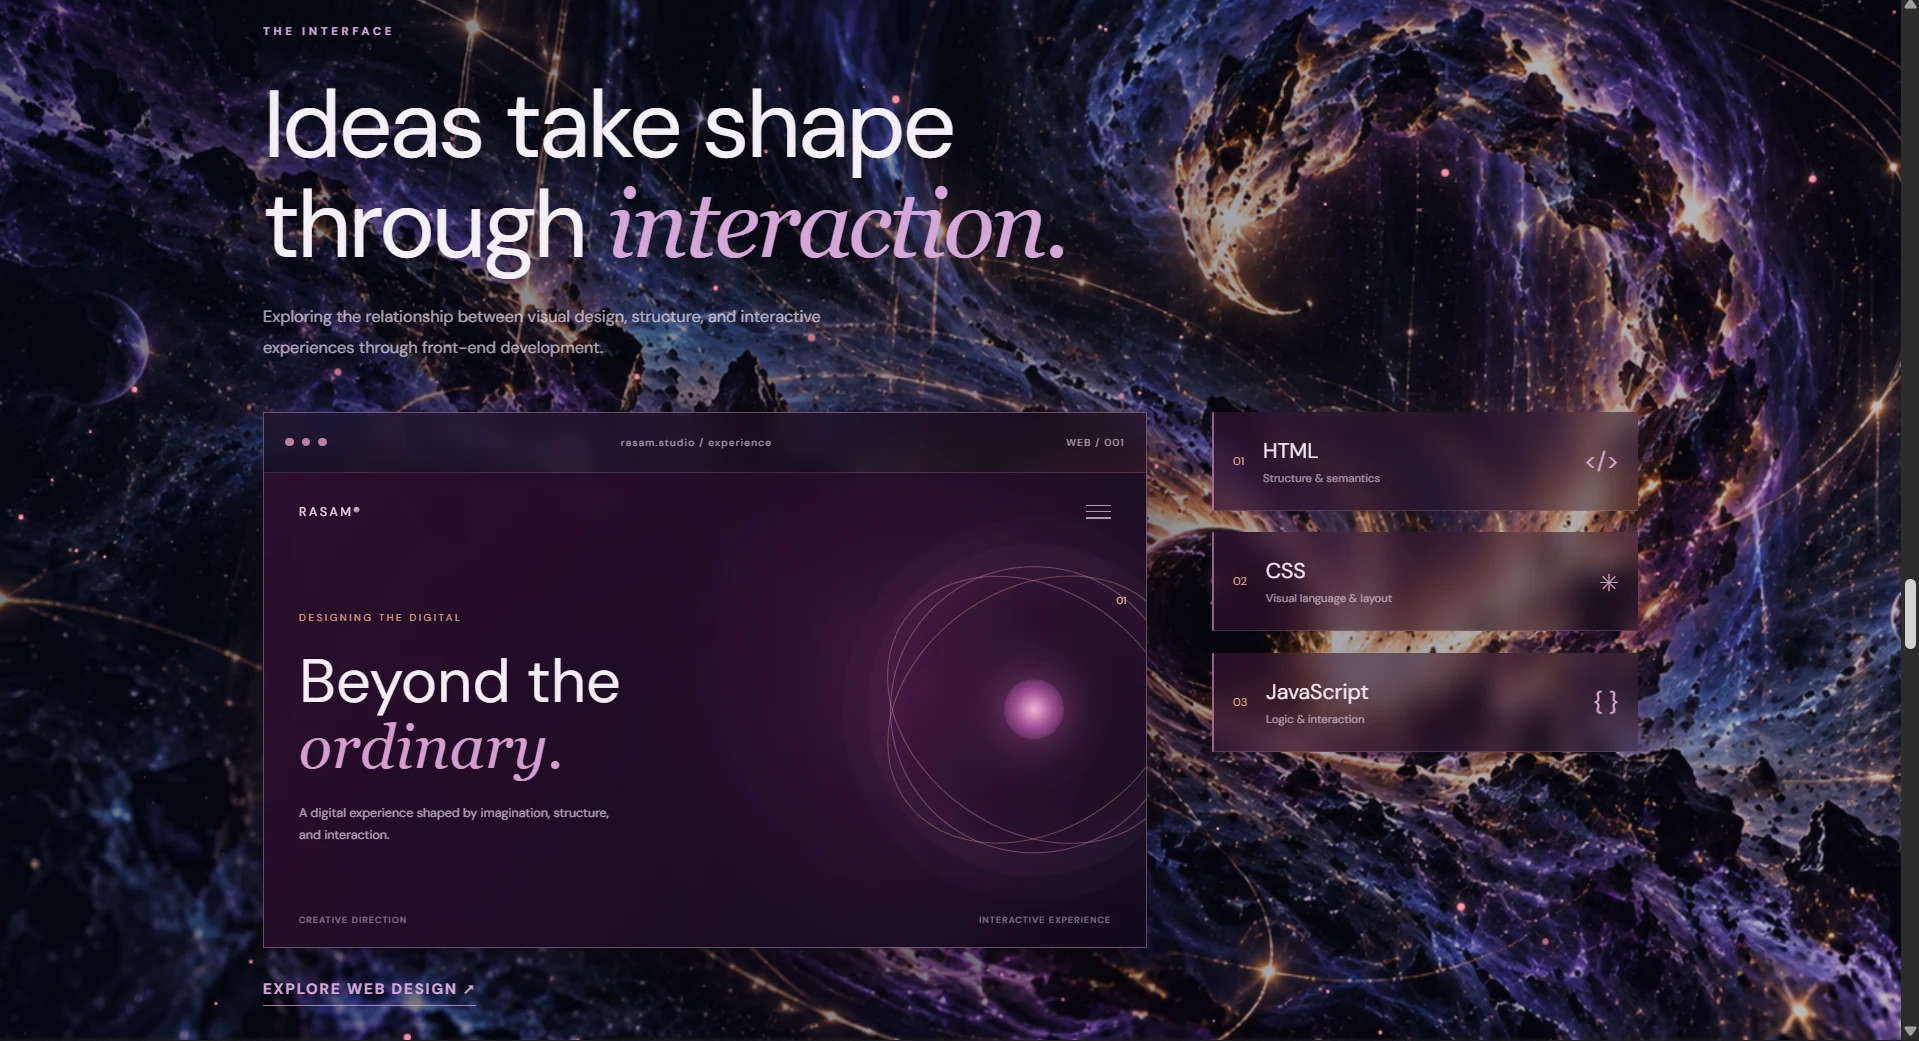 THE INTERFACE
Ideas take shape
through interaction.
Exploring the relationship between visual design, structure, and interactive
experiences through front-end development.
rasam.studio / experience
WEB / 001
RASAM®
01
DESIGNING THE DIGITAL
Beyond the
ordinary.
A digital experience shaped by imagination, structure,
and interaction.
CREATIVE DIRECTION
INTERACTIVE EXPERIENCE
01
HTML
Structure & semantics
</>
02
CSS
Visual language & layout
03
JavaScript
Logic & interaction
{ }
EXPLORE WEB DESIGN ↗